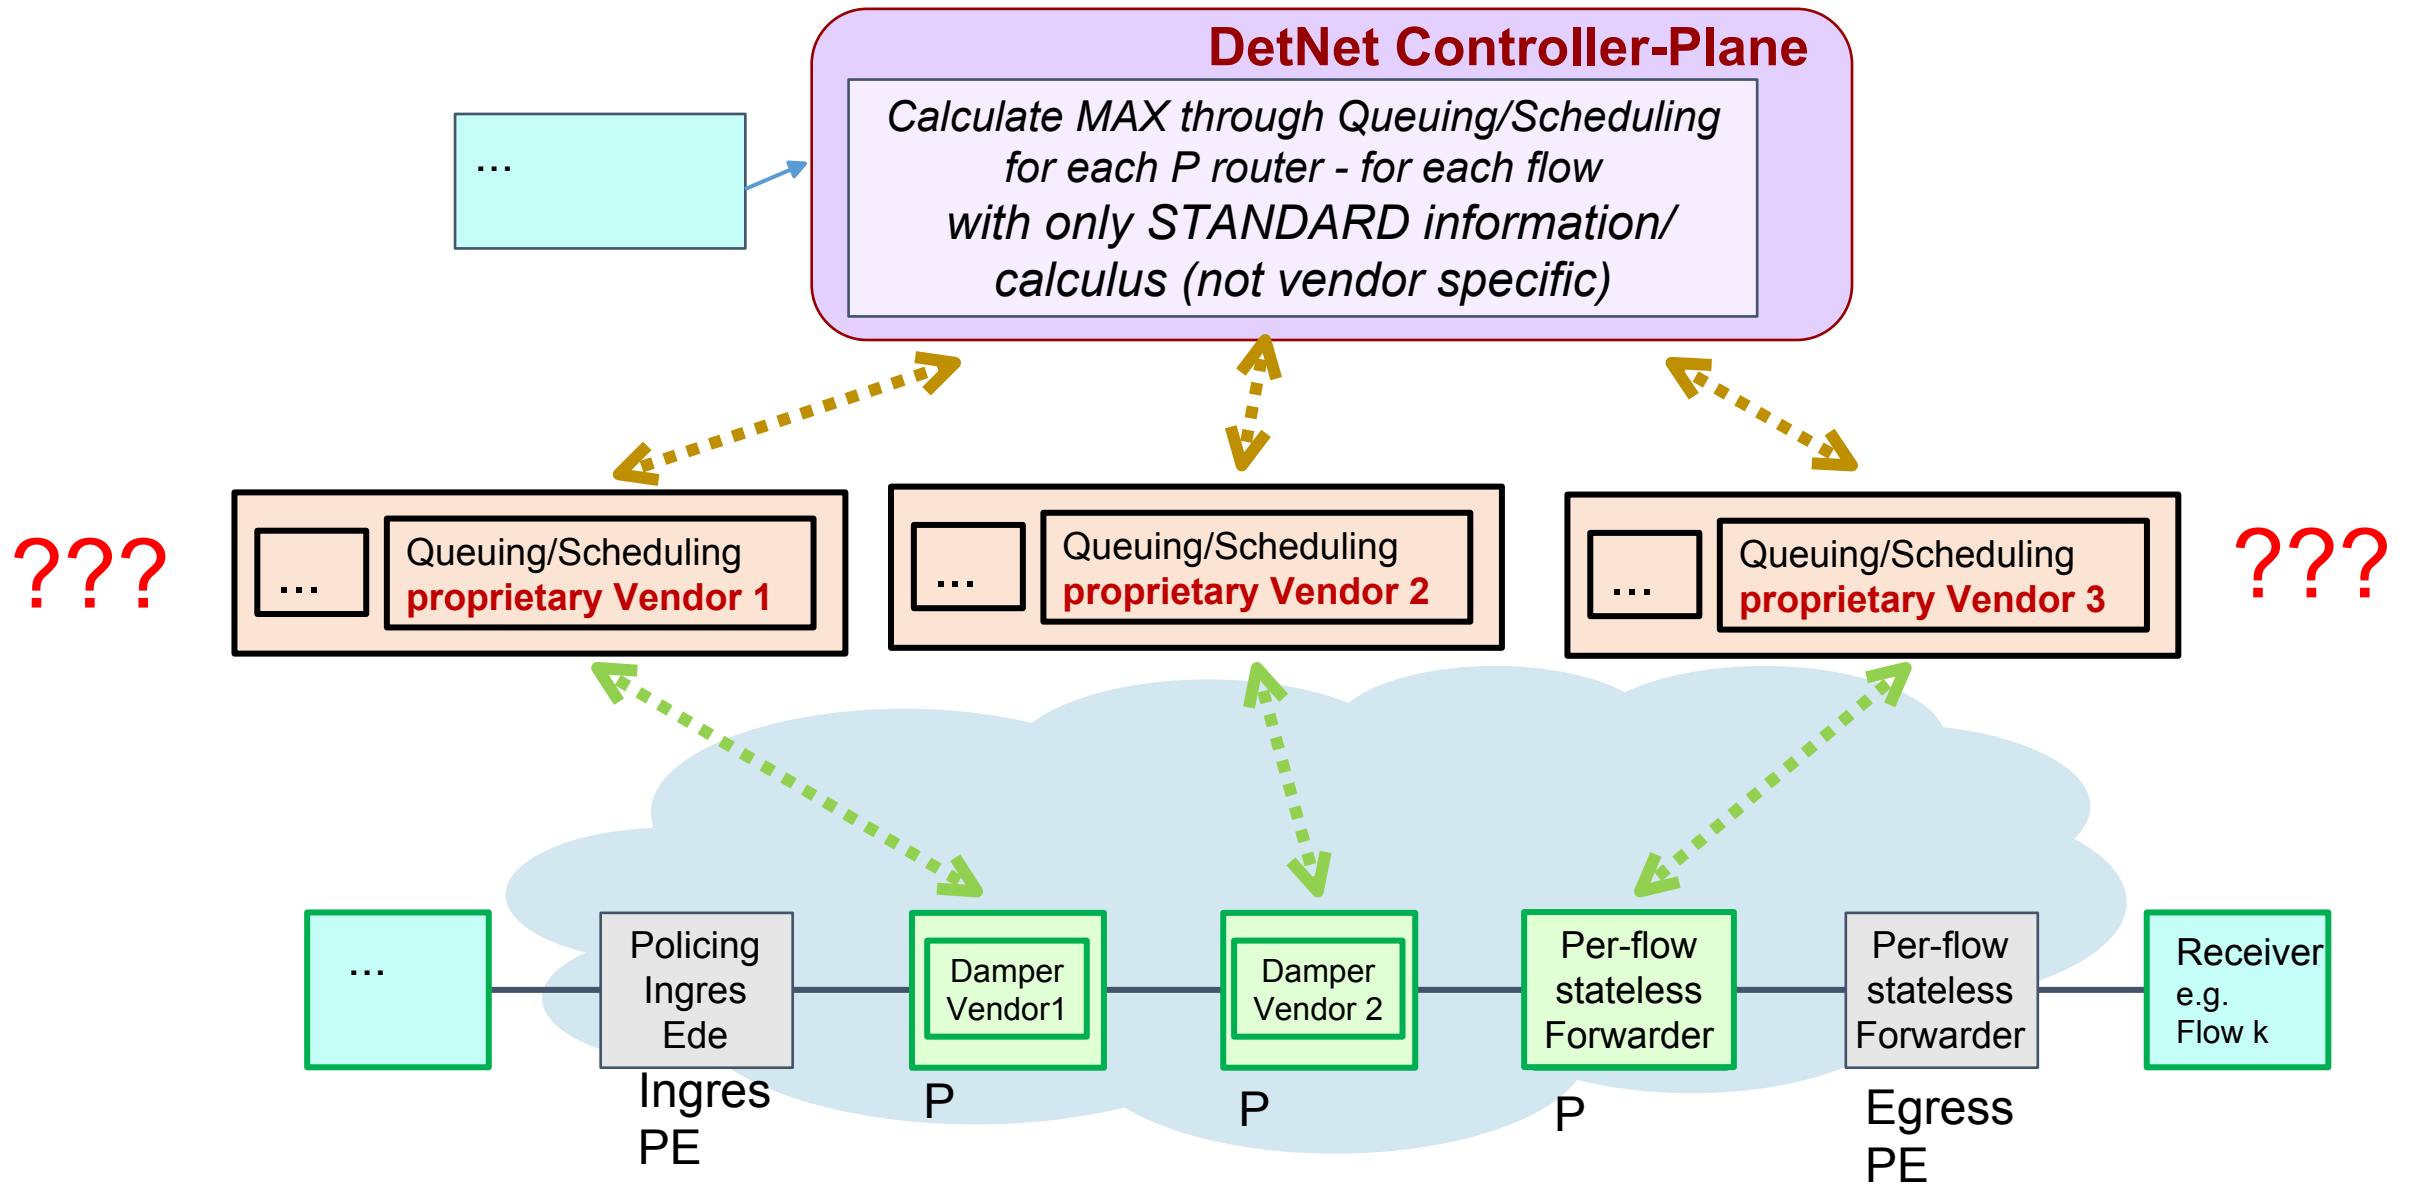 DetNet Controller-Plane
Calculate MAX through Queuing/Scheduling
for each P router - for each flow
with only STANDARD information/
calculus (not vendor specific)
...
???
...
Queuing/Scheduling
proprietary Vendor 1
...
Queuing/Scheduling
proprietary Vendor 2
...
Queuing/Scheduling
proprietary Vendor 3
???
...
Policing
Ingres
Ede
Damper
Vendor1
Damper
Vendor 2
Per-flow
stateless
Forwarder
Per-flow
stateless
Forwarder
Receiver
e.g.
Flow k
Ingres
PE
P
P
P
Egress
PE